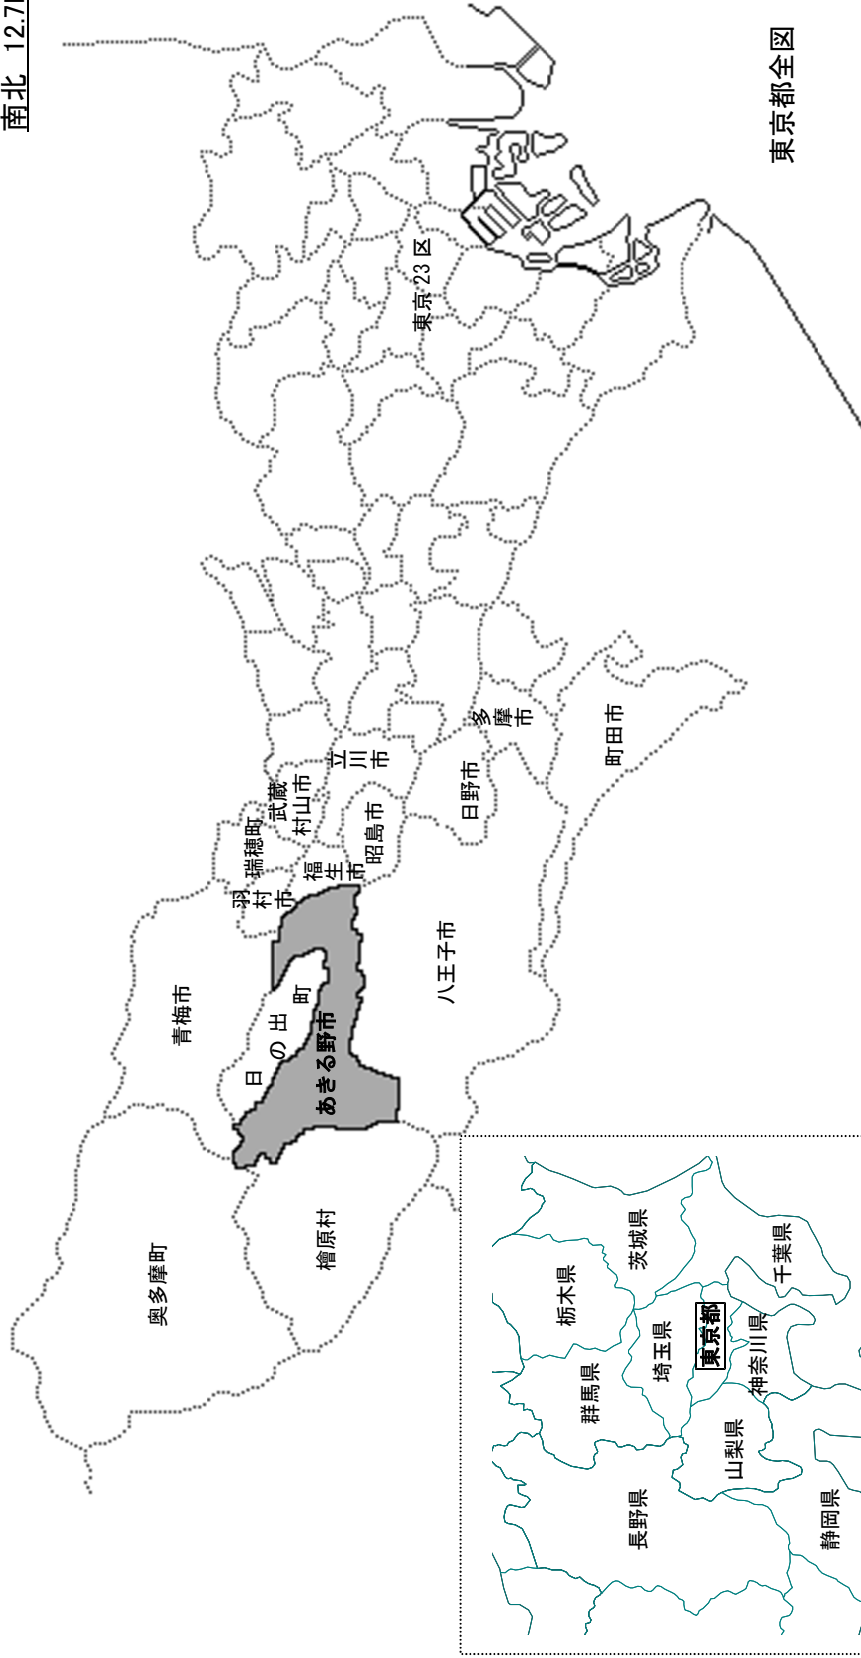 南北 12.7
東京都全図
東京 23 区
奥多摩町
青梅市
檜原村
日の出町
あきる野市
羽村市
瑞穂町
武蔵
村山市
福生市
昭島市
立川市
八王子市
日野市
多摩市
町田市
長野県
群馬県
栃木県
茨城県
埼玉県
東京都
山梨県
神奈川県
千葉県
静岡県